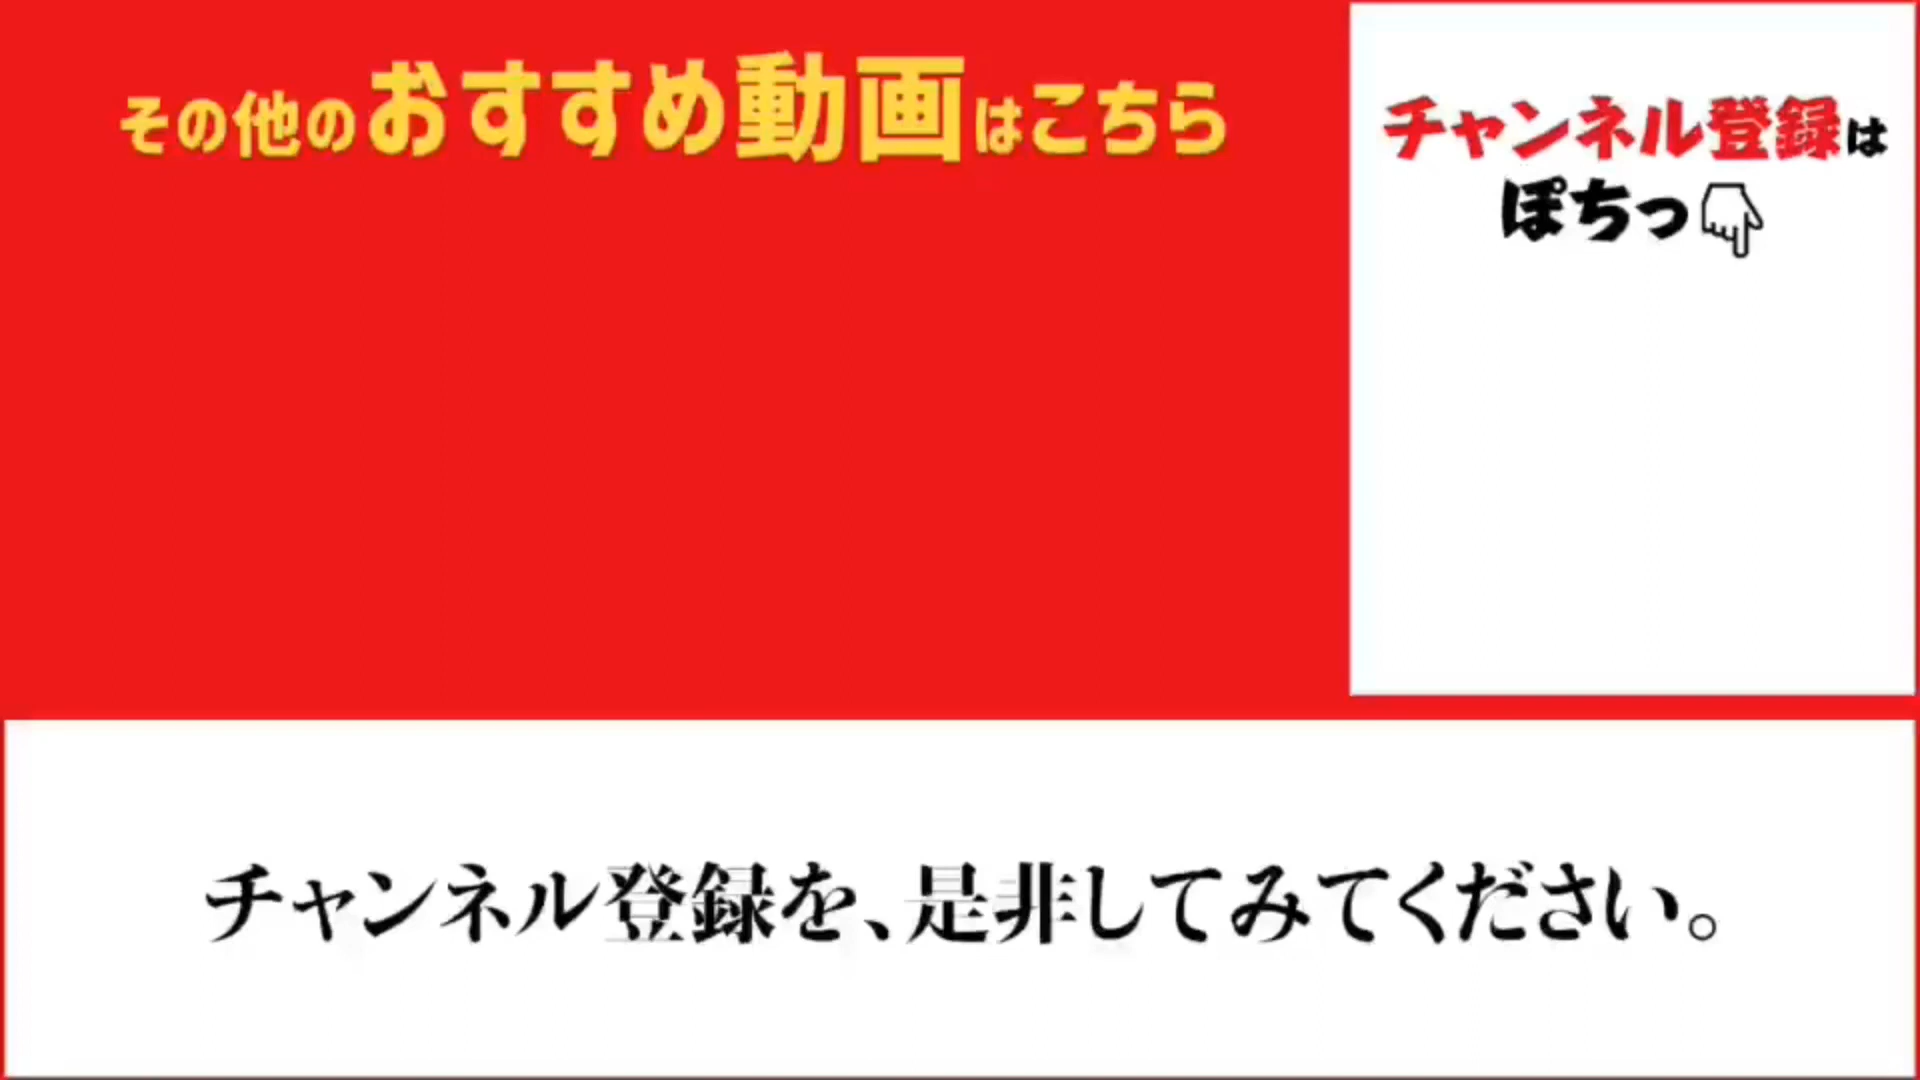 その他のおすすめ動画はこちら
チャンネル登録は
ぽちっ
チャンネル登録を、是非してみてください。